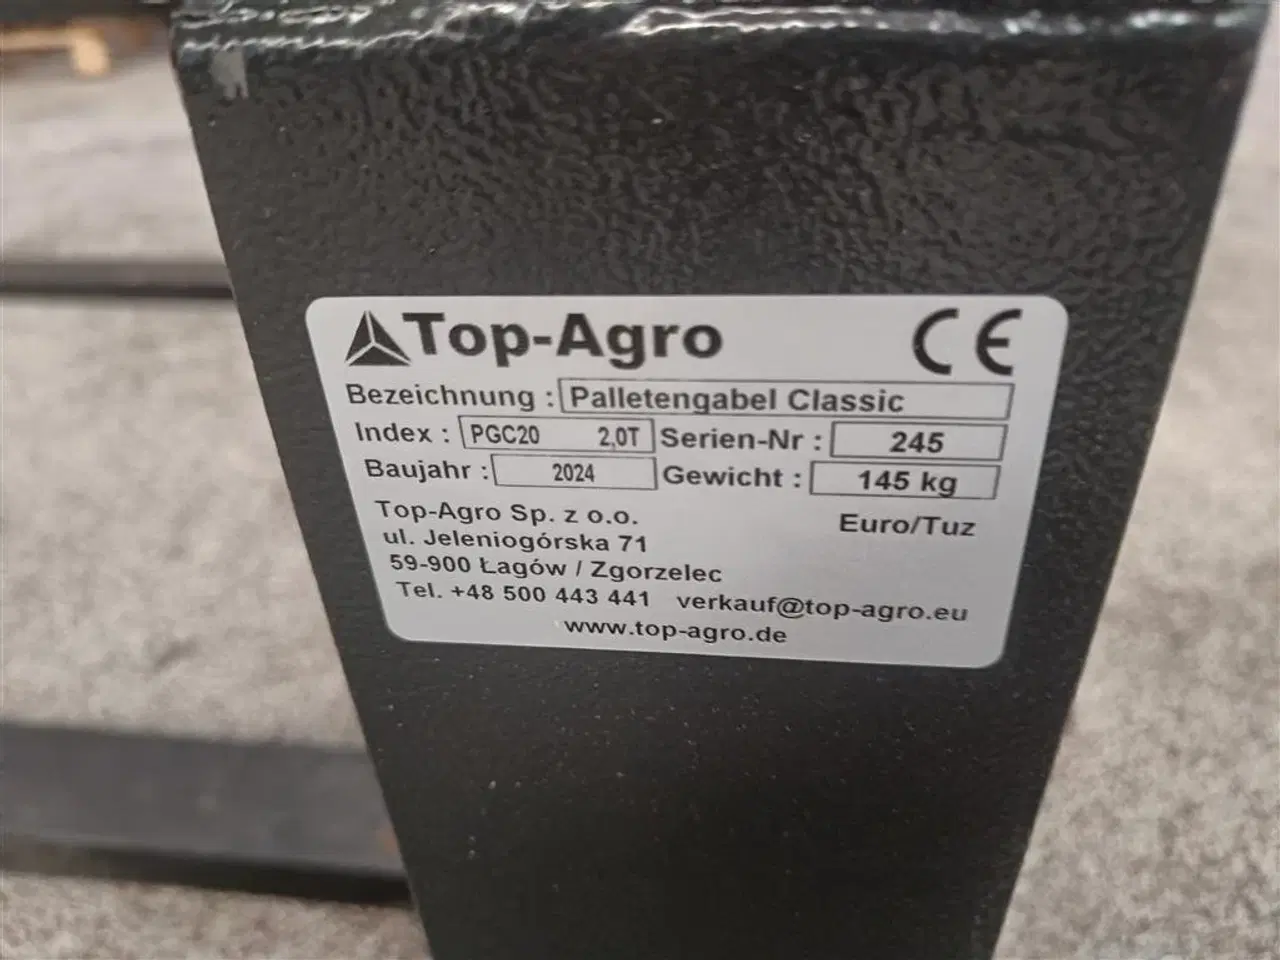 Top-Agro CE
Bezeichnung : Palletengabel Classic
Index : PGC20 2,0T Serien-Nr : 245
Baujahr : 2024 Gewicht : 145 kg
Top-Agro Sp. z o.o. Euro/Tuz
ul. Jeleniogórska 71
59-900 Łagów / Zgorzelec
Tel. +48 500 443 441 verkauf@top-agro.eu
www.top-agro.de